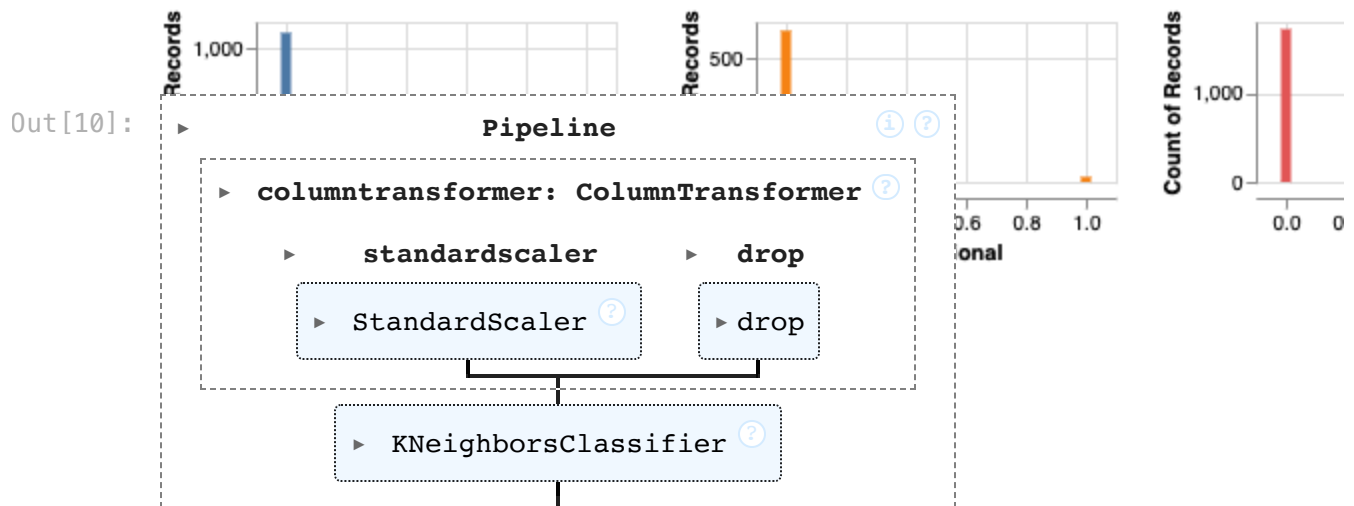 Records
1,000
Records
500
Count of Records
1,000
0
0.0
Out[10]:
Pipeline
i ?
columntransformer: ColumnTransformer ?
0.6 0.8 1.0
onal
standardscaler
drop
StandardScaler ?
drop
KNeighborsClassifier ?